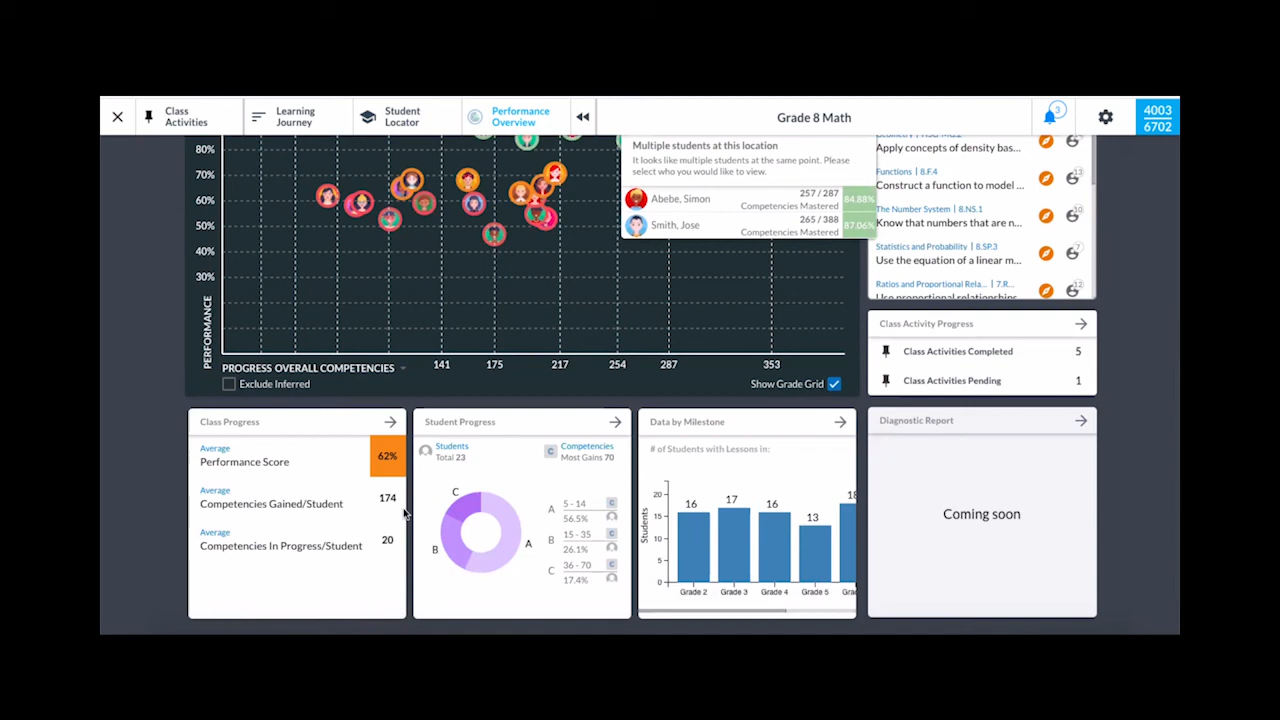 Class
Activities
Learning
Journey
Student
Locator
Performance
Overview
Grade 8 Math
3
4003
6702
80%
70%
60%
50%
40%
30%
PERFORMANCE
141
175
217
254
287
353
PROGRESS OVERALL COMPETENCIES
Exclude Inferred
Show Grade Grid
Multiple students at this location
It looks like multiple students at the same point. Please
select who you would like to view.
Abebe, Simon
257 / 287
Competencies Mastered
84.88%
Smith, Jose
265 / 388
Competencies Mastered
87.06%
Apply concepts of density bas...
13
Functions | 8.F.4
Construct a function to model ...
10
The Number System | 8.NS.1
Know that numbers that are n...
7
Statistics and Probability | 8.SP.3
Use the equation of a linear m...
12
Ratios and Proportional Rela... | 7.R...
Use proportional relationships
Class Activity Progress
Class Activities Completed 5
Class Activities Pending 1
Class Progress
Average
Performance Score
62%
Average
Competencies Gained/Student
174
Average
Competencies In Progress/Student
20
Student Progress
Students
Total 23
C
Competencies
Most Gains 70
C
B
A
A
5 - 14 C
56.5%
B
15 - 35 C
26.1%
C
36 - 70 C
17.4%
Data by Milestone
# of Students with Lessons in:
Students
20
15
10
5
0
16
17
16
13
18
Grade 2
Grade 3
Grade 4
Grade 5
Gra
Diagnostic Report
Coming soon